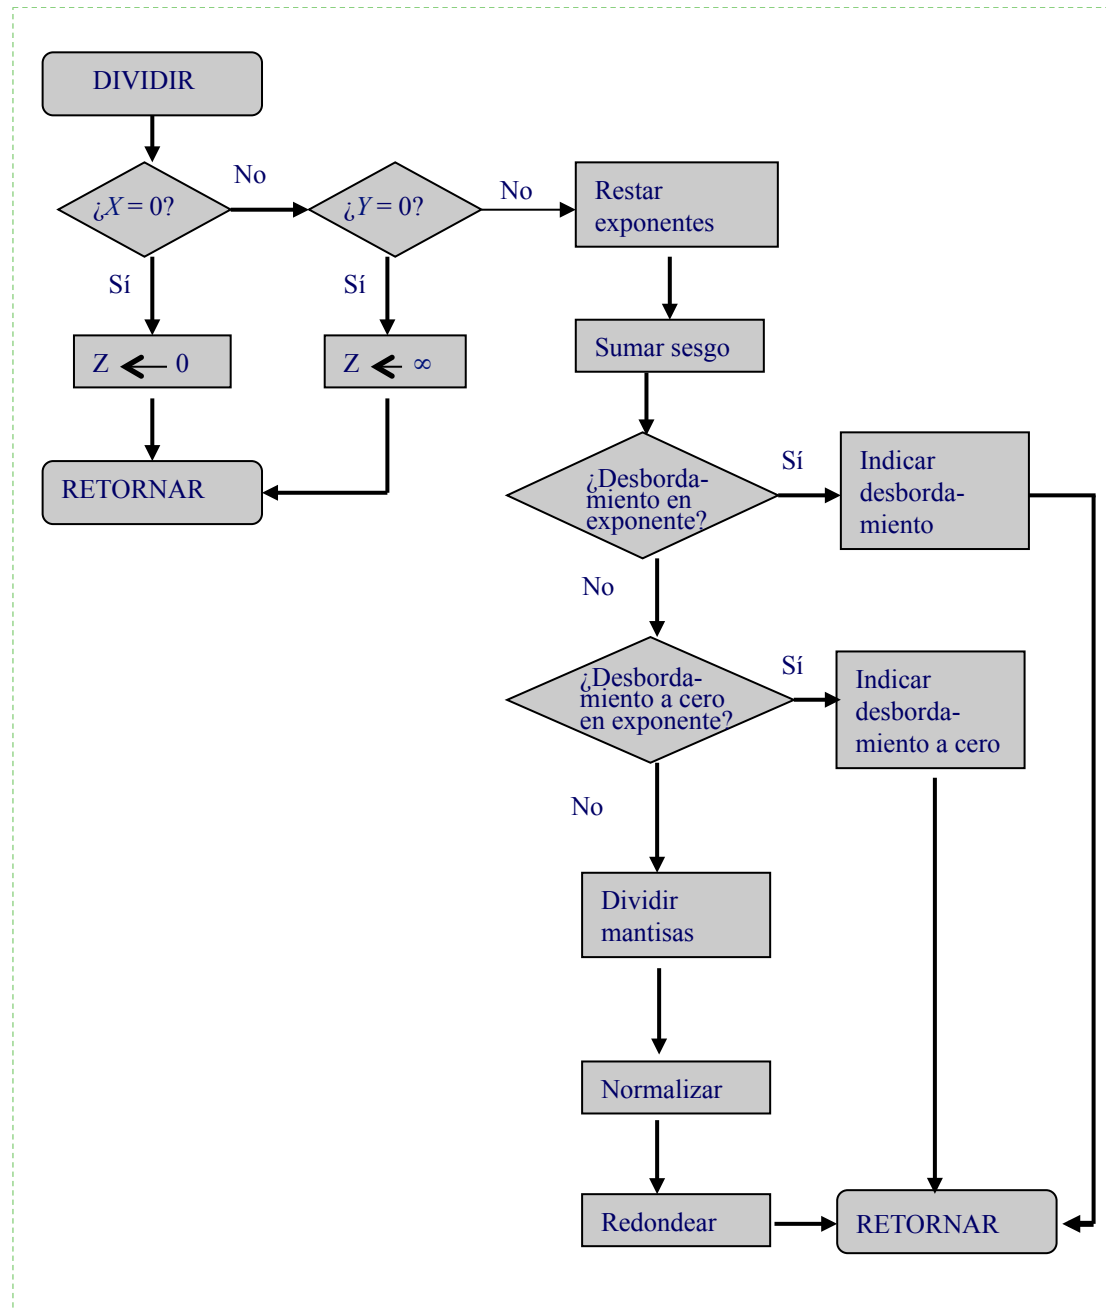 DIVIDIR
¿X = 0?
No
¿Y = 0?
No
Restar
exponentes
Sí
Sí
Z ← 0
Z ← ∞
Sumar sesgo
RETORNAR
¿Desborda-
miento en
exponente?
Sí
Indicar
desborda-
miento
No
¿Desborda-
miento a cero
en exponente?
Sí
Indicar
desborda-
miento a cero
No
Dividir
mantisas
Normalizar
Redondear
RETORNAR